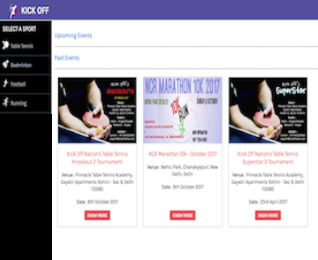 KICK OFF
SELECT A SPORT
Table Tennis
Badminton
Football
Running
Upcoming Events
Past Events
KNOCKOUTS
NCR MARATHON 10K 2017
10K
RUN
SuperStar
Kick Off Nation's Table Tennis
Knockout 2 Tournament
Venue : Pinnacle Table Tennis Academy,
Gayatri Apartments Rohini - Sec 9, Delhi
Date : 8th October 2017
KNOW MORE
NCR Marathon 10k - October 2017
Venue : Nehru Park, Chanakyapuri, New
Delhi, Delhi
Date : 8th October 2017
KNOW MORE
Kick Off Nation's Table Tennis
Superstar 3 Tournament
Venue : Pinnacle Table Tennis Academy,
Gayatri Apartments Rohini - Sec 9, Delhi
Date : 23rd April 2017
KNOW MORE